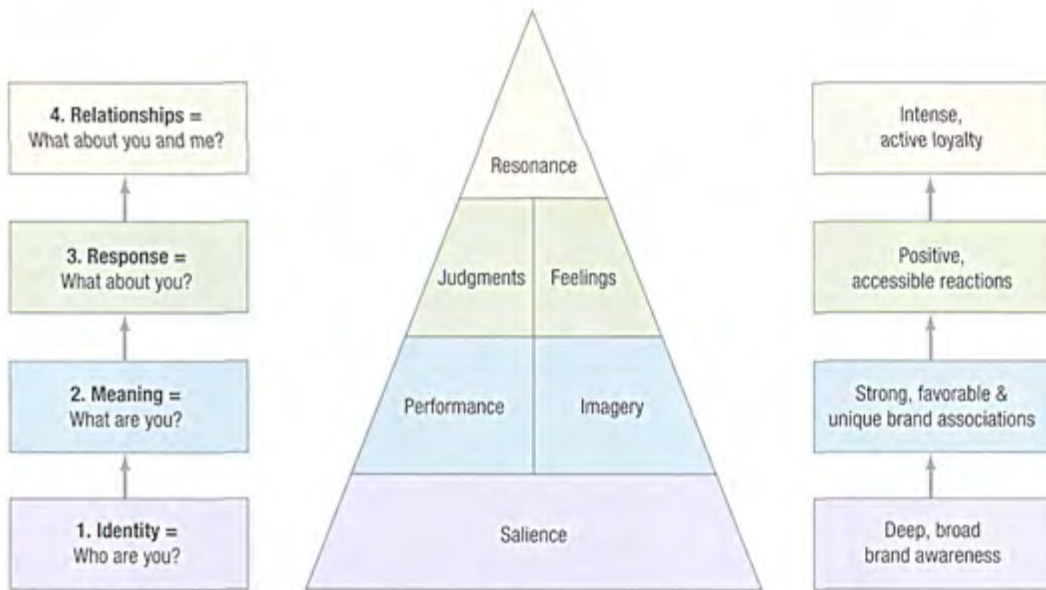 4. Relationships =
What about you and me?
3. Response =
What about you?
2. Meaning =
What are you?
1. Identity =
Who are you?
Resonance
Judgments
Feelings
Performance
Imagery
Salience
Intense,
active loyalty
Positive,
accessible reactions
Strong, favorable &
unique brand associations
Deep, broad
brand awareness